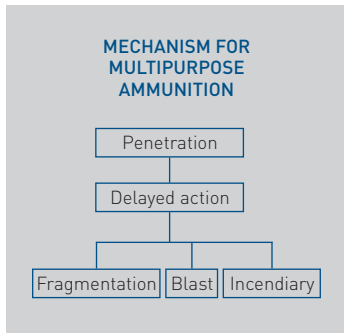 MECHANISM FOR
MULTIPURPOSE
AMMUNITION
Penetration
Delayed action
Fragmentation
Blast
Incendiary